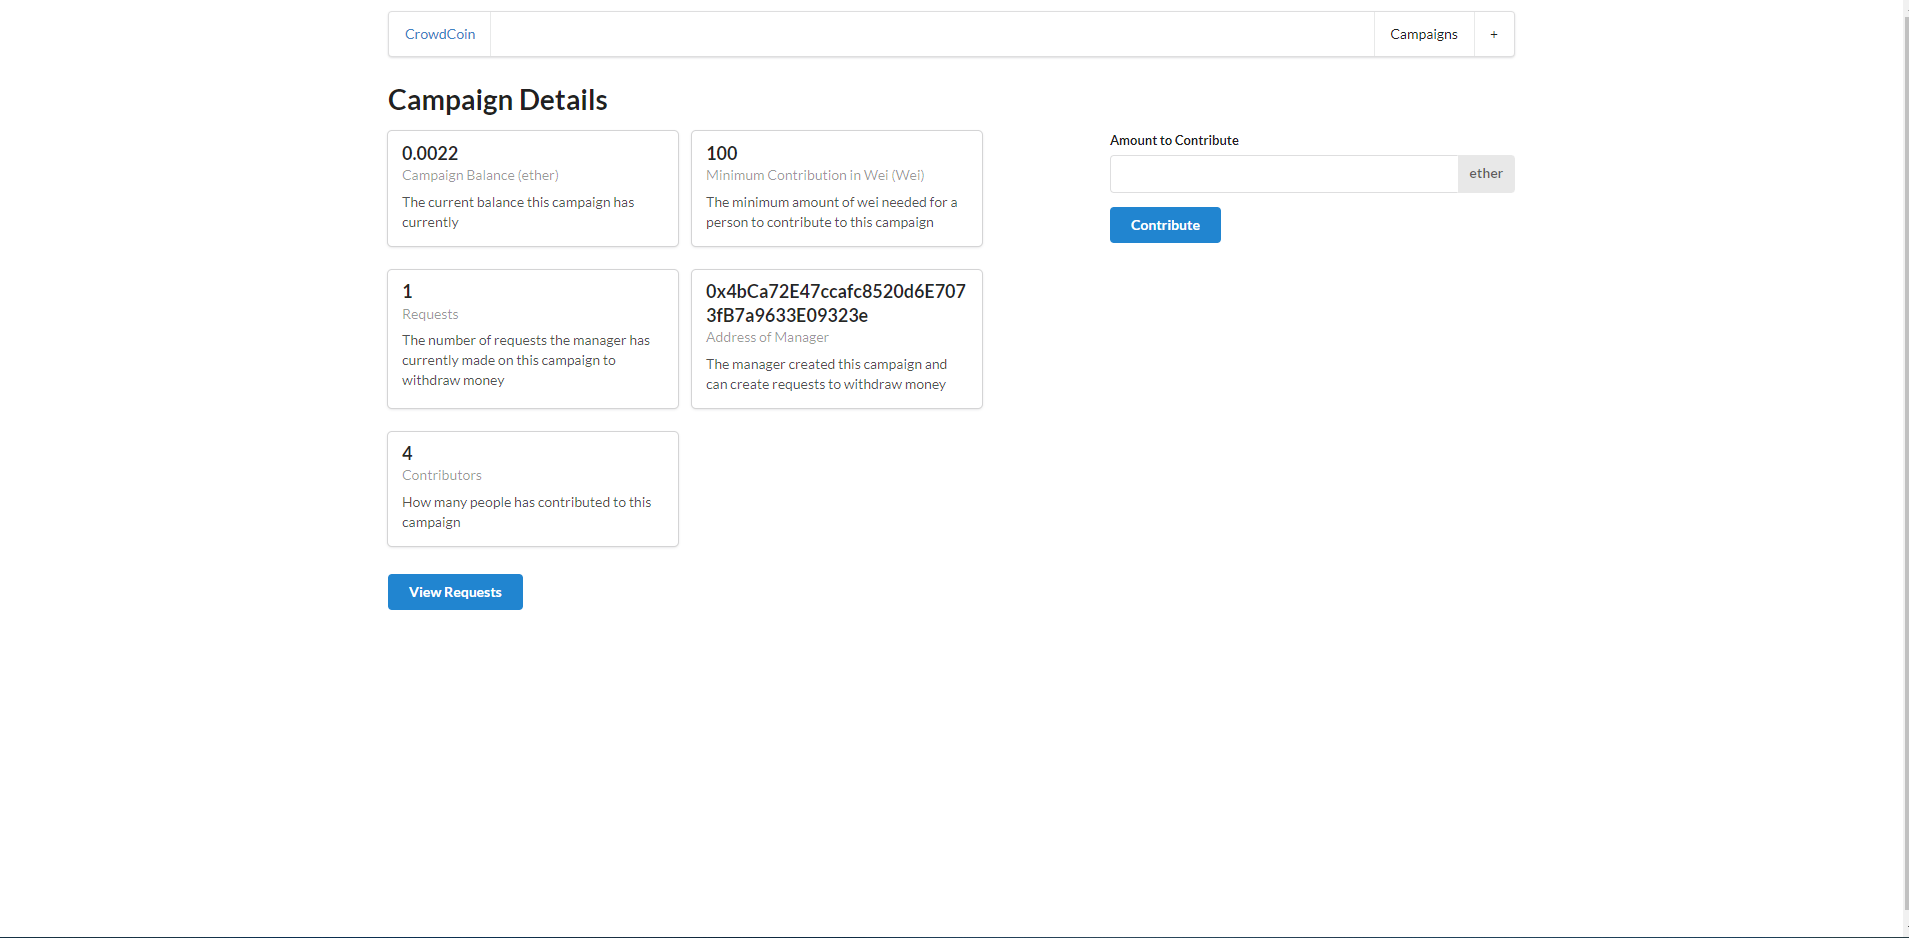 CrowdCoin
Campaigns
+
Campaign Details
0.0022
Campaign Balance (ether)
The current balance this campaign has
currently
100
Minimum Contribution in Wei (Wei)
The minimum amount of wei needed for a
person to contribute to this campaign
1
Requests
The number of requests the manager has
currently made on this campaign to
withdraw money
0x4bCa72E47ccafc8520d6E707
3fB7a9633E09323e
Address of Manager
The manager created this campaign and
can create requests to withdraw money
4
Contributors
How many people has contributed to this
campaign
View Requests
Amount to Contribute
ether
Contribute